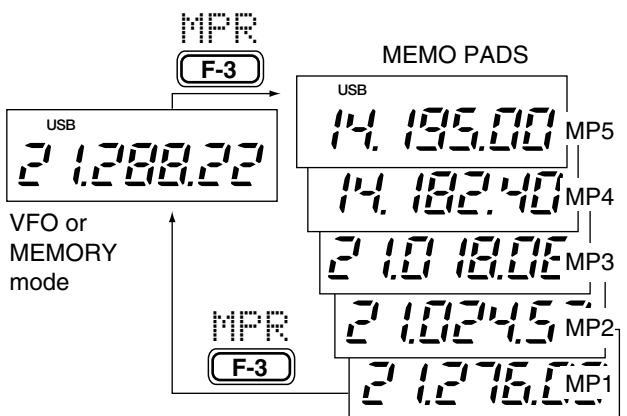 MPR
F-3
MEMO PADS
USB
14.195.00 MP5
USB
21.288.22
14.182.40 MP4
VFO or
MEMORY
mode
MP3
MP2
MPR
F-3
MP1